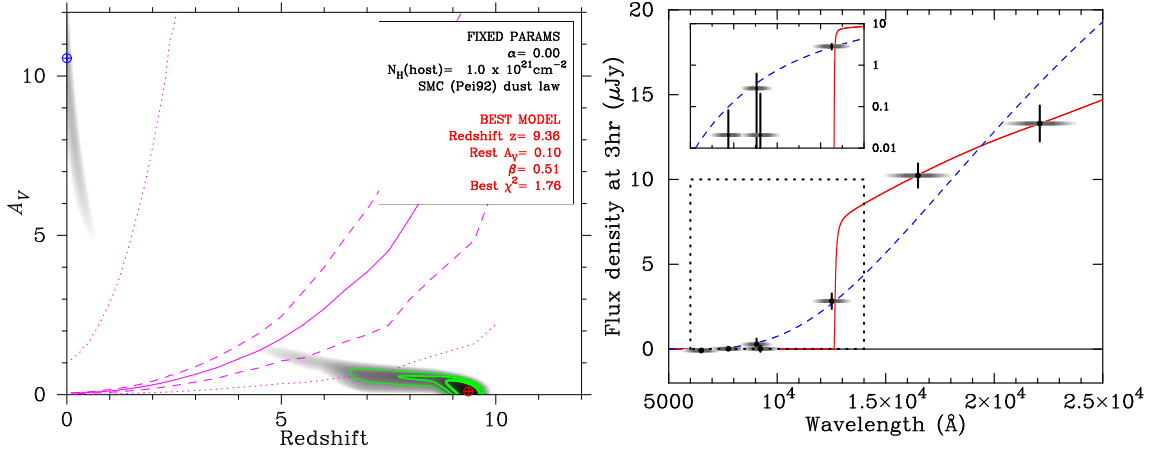 FIXED PARAMS
α= 0.00
N_H(host)= 1.0 x 10^21 cm^−2
SMC (Pei92) dust law
BEST MODEL
Redshift z= 9.36
Rest A_V= 0.10
β= 0.51
Best χ^2= 1.76
A_V
10
5
0
0 5 10
Redshift
Flux density at 3hr (μJy)
20
15
10
5
0
10
1
0.1
0.01
5000 10^4 1.5×10^4 2×10^4 2.5×10^4
Wavelength (Å)